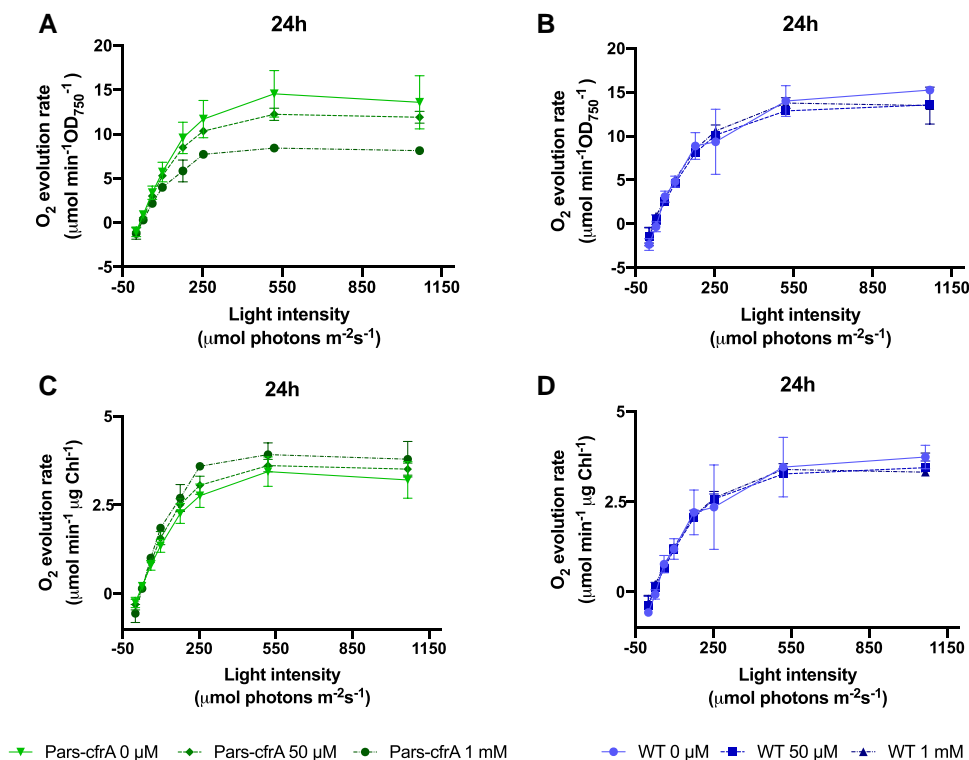 A
24h
O2 evolution rate
(μmol min-1OD750-1)
20
15
10
5
0
-5
-50 250 550 850 1150
Light intensity
(μmol photons m-2s-1)
B
24h
O2 evolution rate
(μmol min-1OD750-1)
20
15
10
5
0
-5
-50 250 550 850 1150
Light intensity
(μmol photons m-2s-1)
C
24h
O2 evolution rate
(μmol min-1 μg Chl-1)
5
2.5
0
-50 250 550 850 1150
Light intensity
(μmol photons m-2s-1)
D
24h
O2 evolution rate
(μmol min-1 μg Chl-1)
5
2.5
0
-50 250 550 850 1150
Light intensity
(μmol photons m-2s-1)
Pars-cfrA 0 μM Pars-cfrA 50 μM Pars-cfrA 1 mM WT 0 μM WT 50 μM WT 1 mM